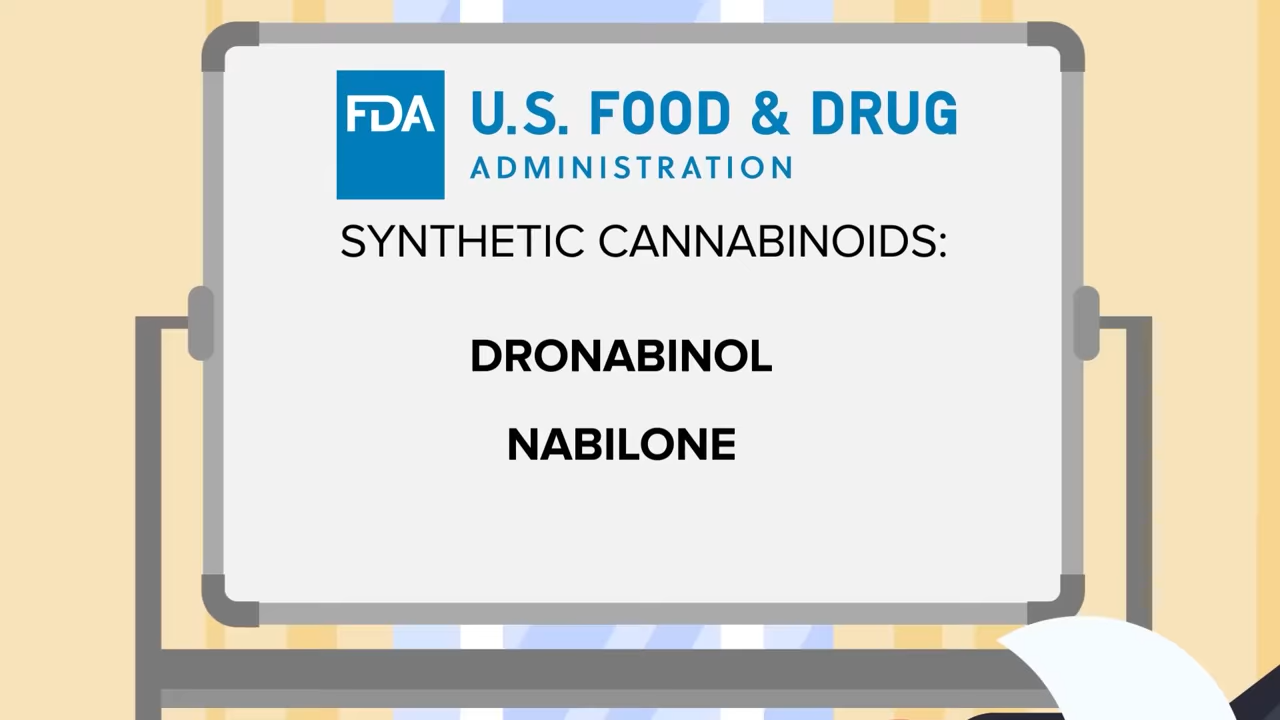 FDA U.S. FOOD & DRUG
ADMINISTRATION
SYNTHETIC CANNABINOIDS:
DRONABINOL
NABILONE